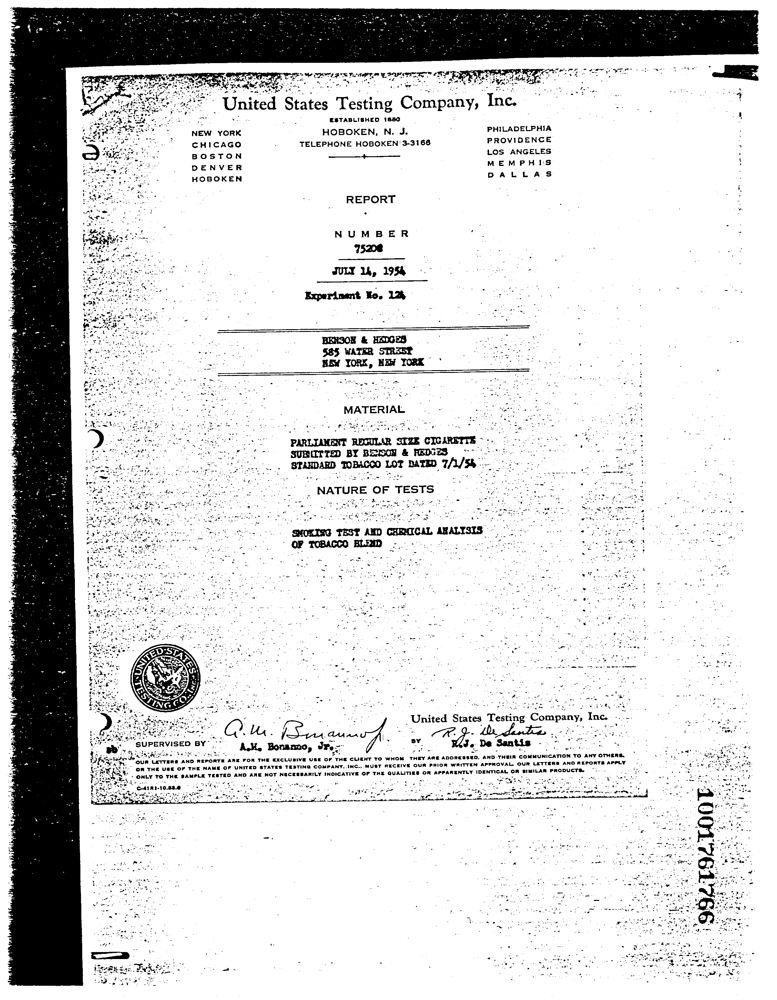 United States Testing Company, Inc.
ESTABLISHED 1880
HOBOKEN, N. J.
TELEPHONE HOBOKEN 3-3166
NEW YORK
CHICAGO
BOSTON
DENVER
HOBOKEN
PHILADELPHIA
PROVIDENCE
LOS ANGELES
MEMPHIS
DALLAS
REPORT
NUMBER
75208
JULY 14, 1954
Experiment No. 124
BENSON & HEDGES
585 WATER STREET
NEW YORK, NEW YORK
MATERIAL
PARLIAMENT REGULAR SIZE CIGARETTE
SUBMITTED BY BENSON & HEDGES
STANDARD TOBACCO LOT DATED 7/1/54
NATURE OF TESTS
SMOKING TEST AND CHEMICAL ANALYSIS
OF TOBACCO BLEND
UNITED STATES TESTING CO. INC.
United States Testing Company, Inc.
A. M. Bonanno Jr.
R. J. De Santis
sb
SUPERVISED BY
A.M. Bonanno, Jr.
BY
R.J. De Santis
OUR LETTERS AND REPORTS ARE FOR THE EXCLUSIVE USE OF THE CLIENT TO WHOM THEY ARE ADDRESSED, AND THEIR COMMUNICATION TO ANY OTHERS,
OR THE USE OF THE NAME OF UNITED STATES TESTING COMPANY, INC., MUST RECEIVE OUR PRIOR WRITTEN APPROVAL. OUR LETTERS AND REPORTS APPLY
ONLY TO THE SAMPLE TESTED AND ARE NOT NECESSARILY INDICATIVE OF THE QUALITIES OF APPARENTLY IDENTICAL OR SIMILAR PRODUCTS.
1001761766